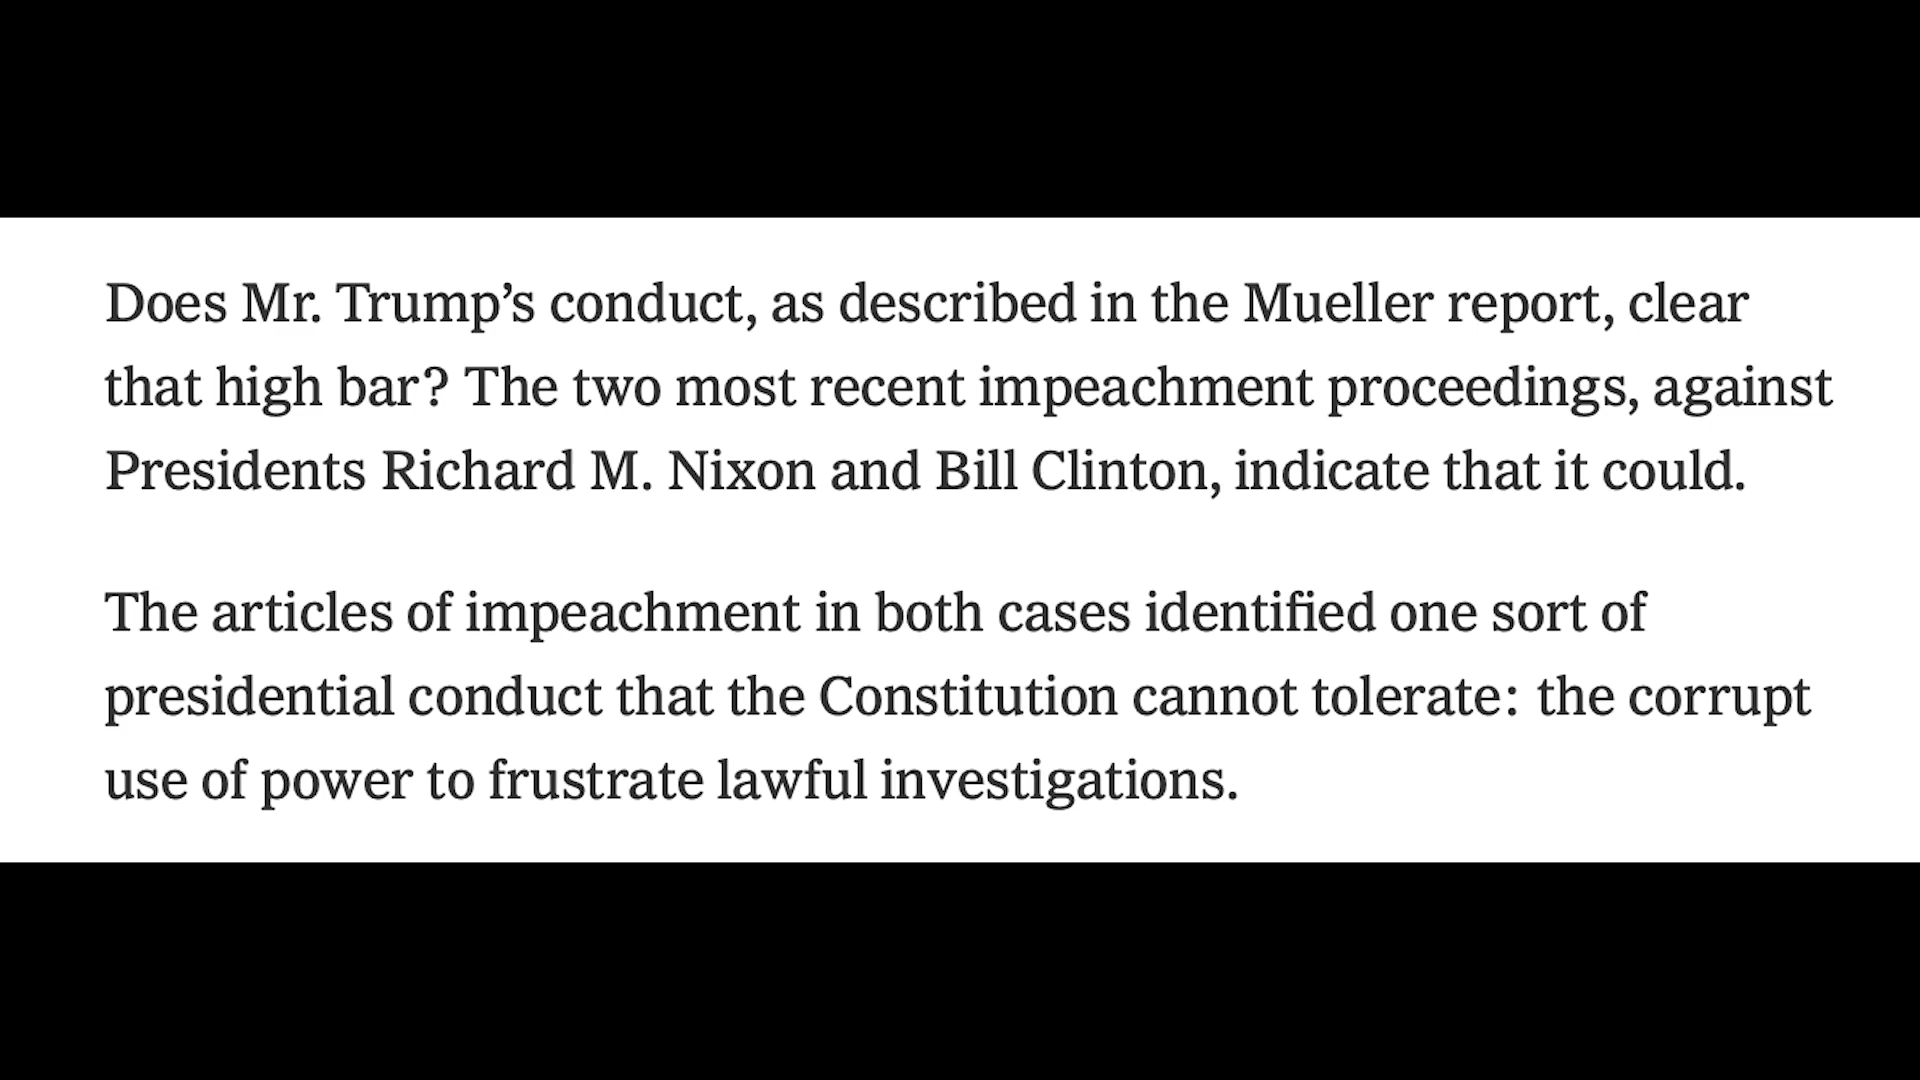 Does Mr. Trump’s conduct, as described in the Mueller report, clear
that high bar? The two most recent impeachment proceedings, against
Presidents Richard M. Nixon and Bill Clinton, indicate that it could.
The articles of impeachment in both cases identified one sort of
presidential conduct that the Constitution cannot tolerate: the corrupt
use of power to frustrate lawful investigations.